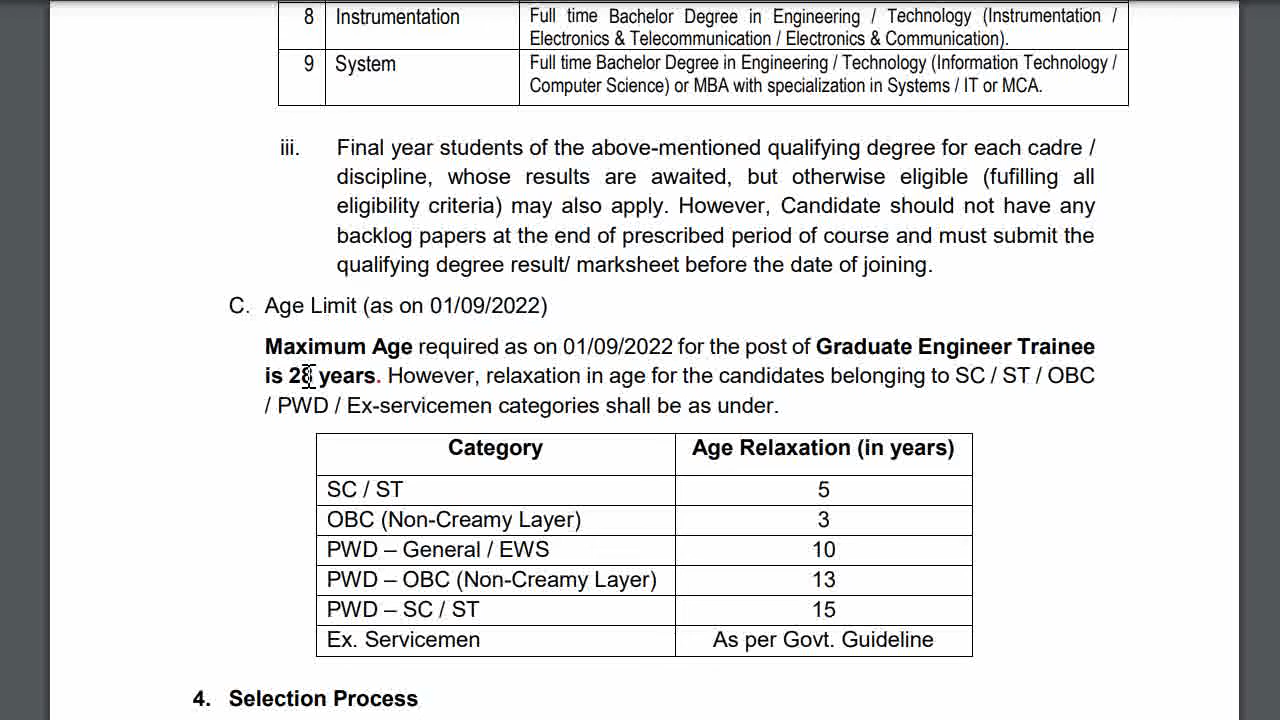 8 Instrumentation Full time Bachelor Degree in Engineering / Technology (Instrumentation /
Electronics & Telecommunication / Electronics & Communication).
9 System Full time Bachelor Degree in Engineering / Technology (Information Technology /
Computer Science) or MBA with specialization in Systems / IT or MCA.
iii. Final year students of the above-mentioned qualifying degree for each cadre /
discipline, whose results are awaited, but otherwise eligible (fufilling all
eligibility criteria) may also apply. However, Candidate should not have any
backlog papers at the end of prescribed period of course and must submit the
qualifying degree result/ marksheet before the date of joining.
C. Age Limit (as on 01/09/2022)
Maximum Age required as on 01/09/2022 for the post of Graduate Engineer Trainee
is 28 years. However, relaxation in age for the candidates belonging to SC / ST / OBC
/ PWD / Ex-servicemen categories shall be as under.
Category Age Relaxation (in years)
SC / ST 5
OBC (Non-Creamy Layer) 3
PWD – General / EWS 10
PWD – OBC (Non-Creamy Layer) 13
PWD – SC / ST 15
Ex. Servicemen As per Govt. Guideline
4. Selection Process